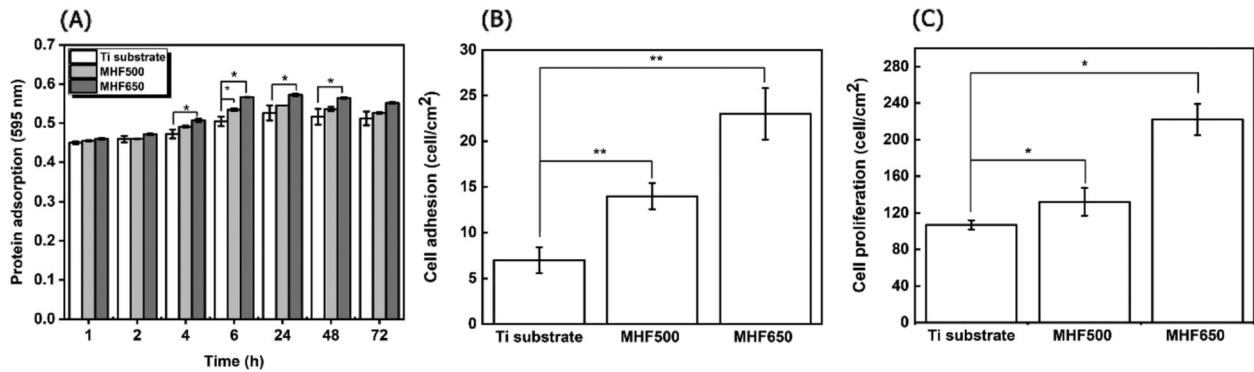 (A)
Protein adsorption (595 nm)
0.7
0.6
0.5
0.4
0.3
0.2
0.1
0.0
Ti substrate
MHF500
MHF650
*
*
*
*
*
1 2 4 6 24 48 72
Time (h)
(B)
Cell adhesion (cell/cm²)
30
25
20
15
10
5
0
**
**
Ti substrate MHF500 MHF650
(C)
Cell proliferation (cell/cm²)
280
240
200
160
120
80
40
0
*
*
Ti substrate MHF500 MHF650